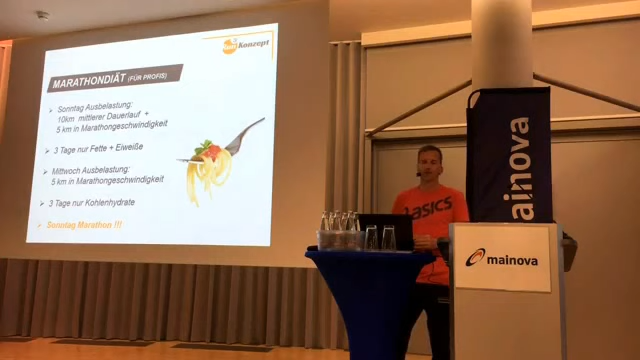 Konzept
MARATHONDIÄT (FÜR PROFIS)
➤ Sonntag Ausbelastung:
10km mittlerer Dauerlauf +
5 km in Marathongeschwindigkeit
➤ 3 Tage nur Fette + Eiweiße
➤ Mittwoch Ausbelastung:
5 km in Marathongeschwindigkeit
➤ 3 Tage nur Kohlenhydrate
➤ Sonntag Marathon !!!
asics
mainova
mainova